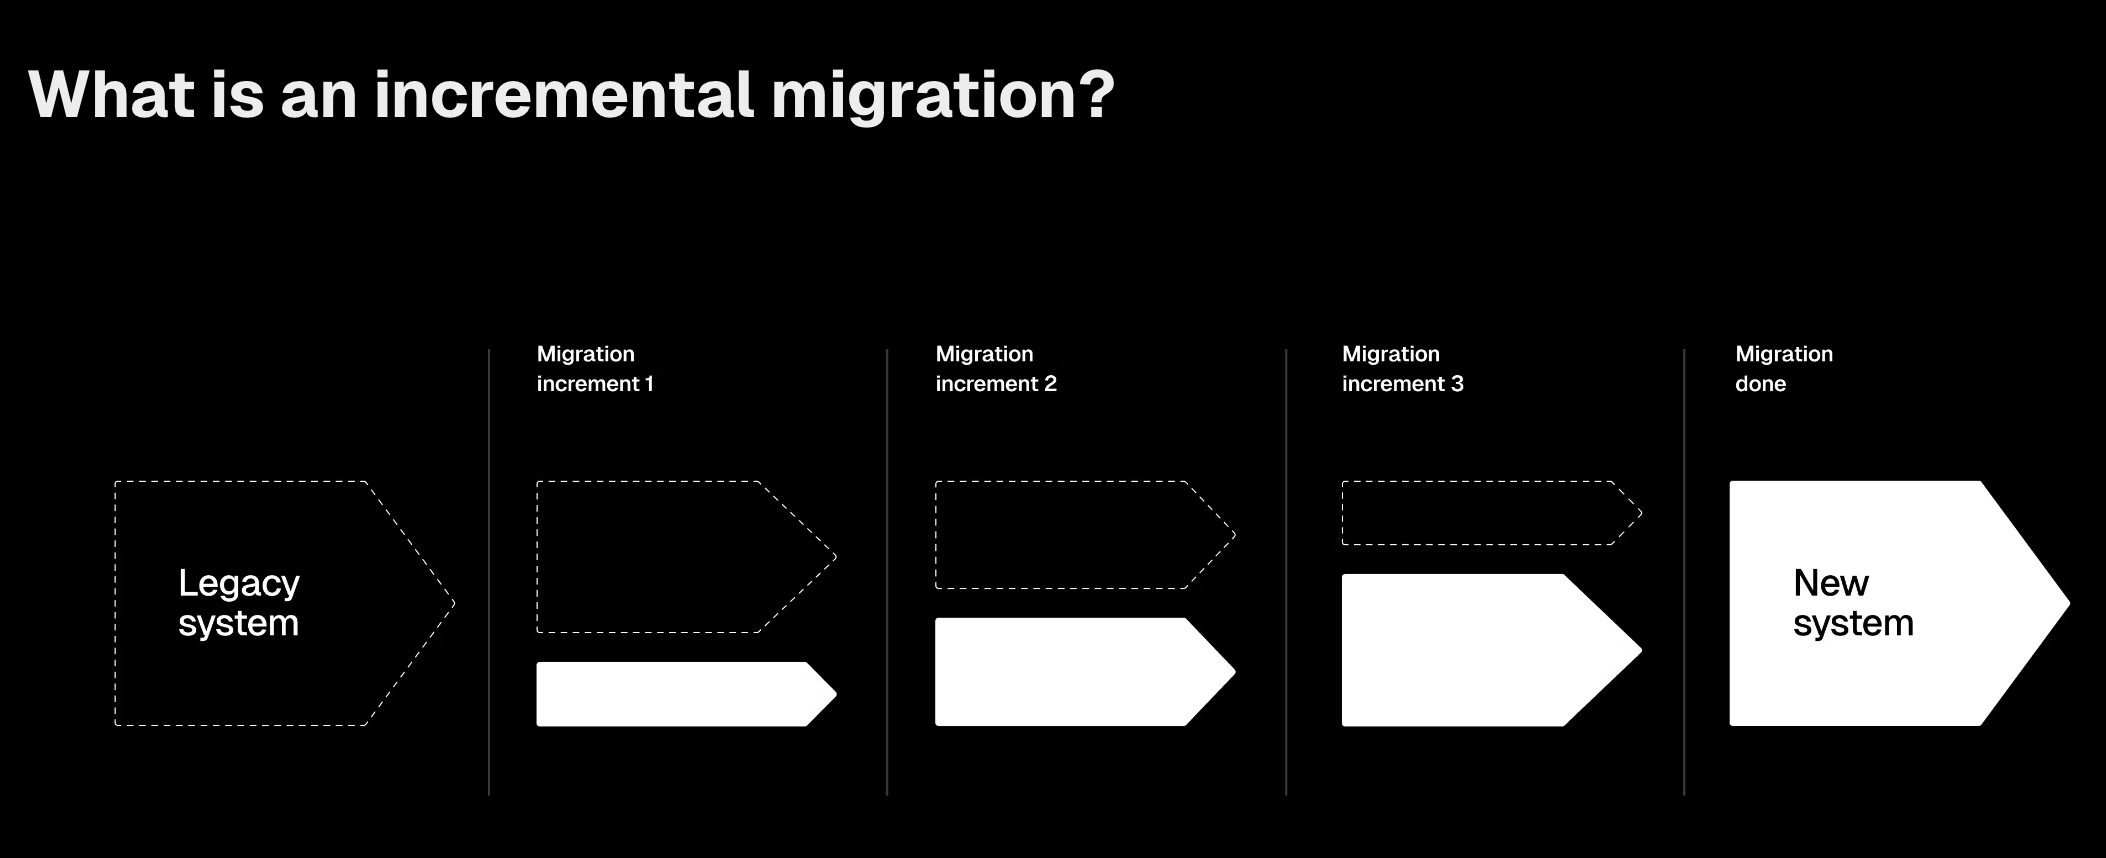 What is an incremental migration?
Migration
increment 1
Migration
increment 2
Migration
increment 3
Migration
done
Legacy
system
New
system